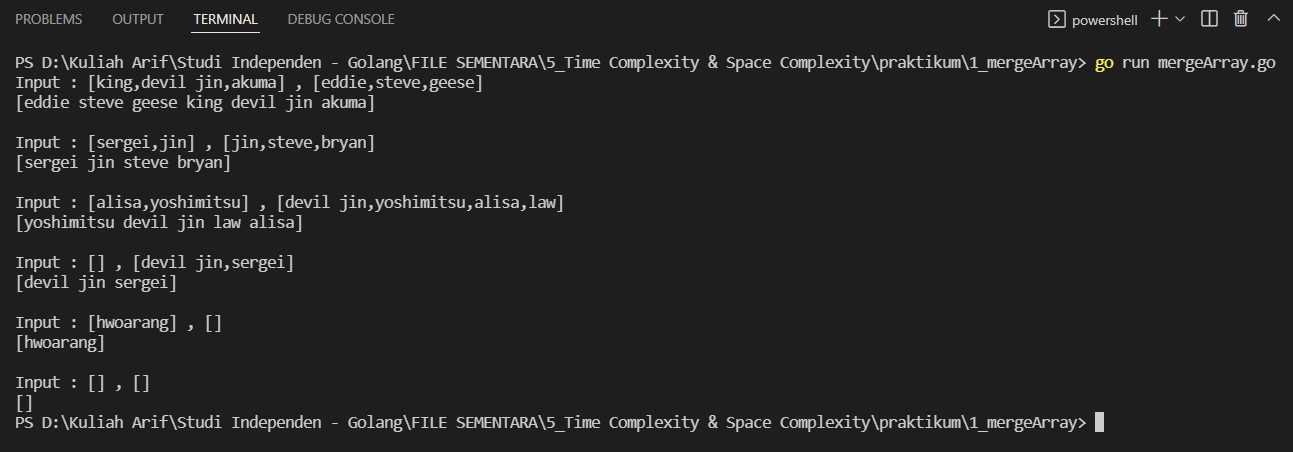 PROBLEMS OUTPUT TERMINAL DEBUG CONSOLE powershell
PS D:\Kuliah Arif\Studi Independen - Golang\FILE SEMENTARA\5_Time Complexity & Space Complexity\praktikum\1_mergeArray> go run mergeArray.go
Input : [king,devil jin,akuma] , [eddie,steve,geese]
[eddie steve geese king devil jin akuma]
Input : [sergei,jin] , [jin,steve,bryan]
[sergei jin steve bryan]
Input : [alisa,yoshimitsu] , [devil jin,yoshimitsu,alisa,law]
[yoshimitsu devil jin law alisa]
Input : [] , [devil jin,sergei]
[devil jin sergei]
Input : [hwoarang] , []
[hwoarang]
Input : [] , []
[]
PS D:\Kuliah Arif\Studi Independen - Golang\FILE SEMENTARA\5_Time Complexity & Space Complexity\praktikum\1_mergeArray>